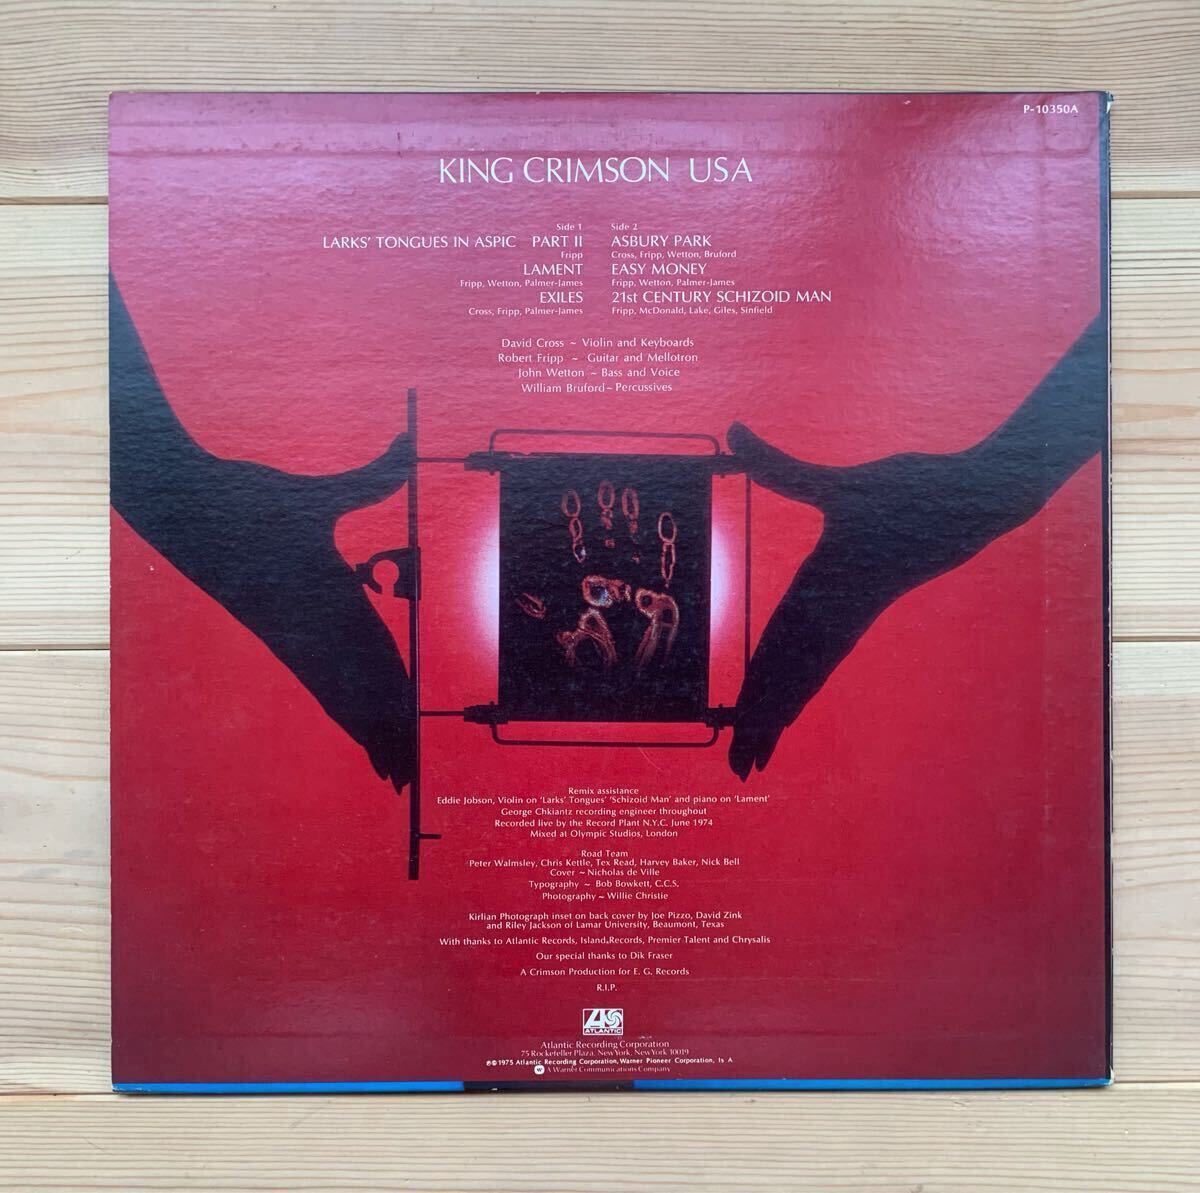 P-10350A
KING CRIMSON USA
Side 1
LARKS' TONGUES IN ASPIC PART II
Fripp
LAMENT
Fripp, Wetton, Palmer-James
EXILES
Cross, Fripp, Palmer-James
Side 2
ASBURY PARK
Cross, Fripp, Wetton, Bruford
EASY MONEY
Fripp, Wetton, Palmer-James
21st CENTURY SCHIZOID MAN
Fripp, McDonald, Lake, Giles, Sinfield
David Cross ~ Violin and Keyboards
Robert Fripp ~ Guitar and Mellotron
John Wetton ~ Bass and Voice
William Bruford ~ Percussives
Remix assistance
Eddie Jobson, Violin on 'Larks' Tongues' 'Schizoid Man' and piano on 'Lament'
George Chkiantz recording engineer throughout
Recorded live by the Record Plant N.Y.C. June 1974
Mixed at Olympic Studios, London
Road Team
Peter Walmsley, Chris Kettle, Tex Read, Harvey Baker, Nick Bell
Cover ~ Nicholas de Ville
Typography ~ Bob Bowkett, C.C.S.
Photography ~ Willie Christie
Kirlian Photograph inset on back cover by Joe Pizzo, David Zink
and Riley Jackson of Lamar University, Beaumont, Texas
With thanks to Atlantic Records, Island Records, Premier Talent and Chrysalis
Our special thanks to Dik Fraser
A Crimson Production for E. G. Records
R.I.P.
ATLANTIC
Atlantic Recording Corporation
75 Rockefeller Plaza, New York, New York 10019
℗©1975 Atlantic Recording Corporation, Warner Pioneer Corporation, Is A
A Warner Communications Company